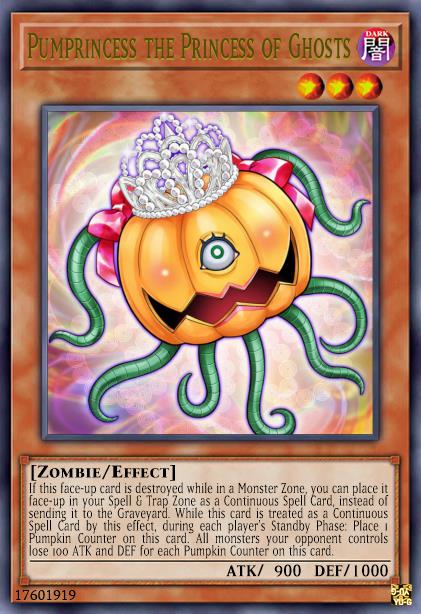 Pumprincess the Princess of Ghosts
DARK
闇
[Zombie/Effect]
If this face-up card is destroyed while in a Monster Zone, you can place it
face-up in your Spell & Trap Zone as a Continuous Spell Card, instead of
sending it to the Graveyard. While this card is treated as a Continuous
Spell Card by this effect, during each player's Standby Phase: Place 1
Pumpkin Counter on this card. All monsters your opponent controls
lose 100 ATK and DEF for each Pumpkin Counter on this card.
ATK/ 900 DEF/1000
17601919